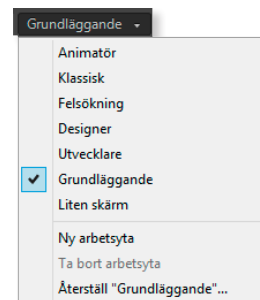 Grundläggande
Animatör
Klassisk
Felsökning
Designer
Utvecklare
Grundläggande
Liten skärm
Ny arbetsyta
Ta bort arbetsyta
Återställ "Grundläggande"...